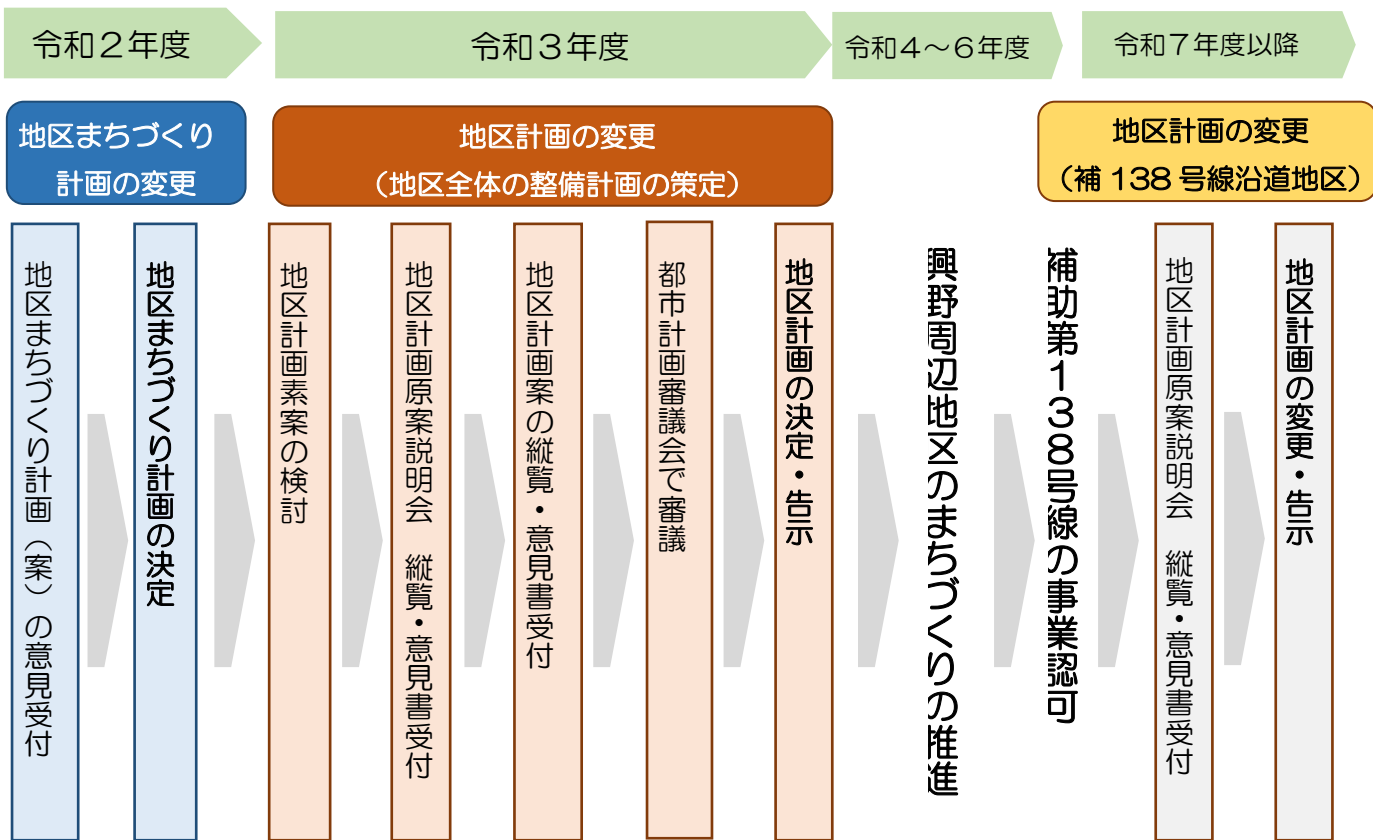 令和２年度
令和３年度
令和４～６年度
令和７年度以降
地区まちづくり
計画の変更
地区計画の変更
（地区全体の整備計画の策定）
地区計画の変更
（補 138 号線沿道地区）
地区まちづくり計画（案）の意見受付
地区まちづくり計画の決定
地区計画素案の検討
地区計画原案説明会　縦覧・意見書受付
地区計画案の縦覧・意見書受付
都市計画審議会で審議
地区計画の決定・告示
興野周辺地区のまちづくりの推進
補助第１３８号線の事業認可
地区計画原案説明会　縦覧・意見書受付
地区計画の変更・告示